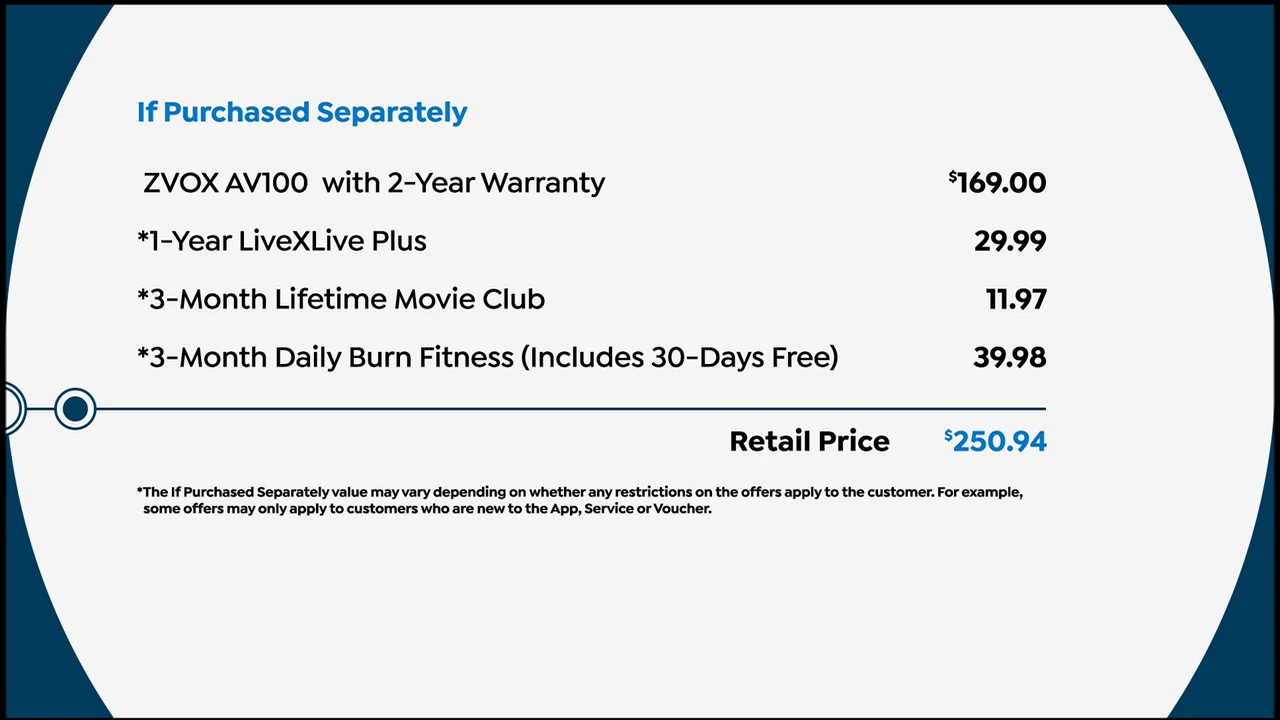 If Purchased Separately
ZVOX AV100 with 2-Year Warranty $169.00
*1-Year LiveXLive Plus 29.99
*3-Month Lifetime Movie Club 11.97
*3-Month Daily Burn Fitness (Includes 30-Days Free) 39.98
Retail Price $250.94
*The If Purchased Separately value may vary depending on whether any restrictions on the offers apply to the customer. For example,
some offers may only apply to customers who are new to the App, Service or Voucher.